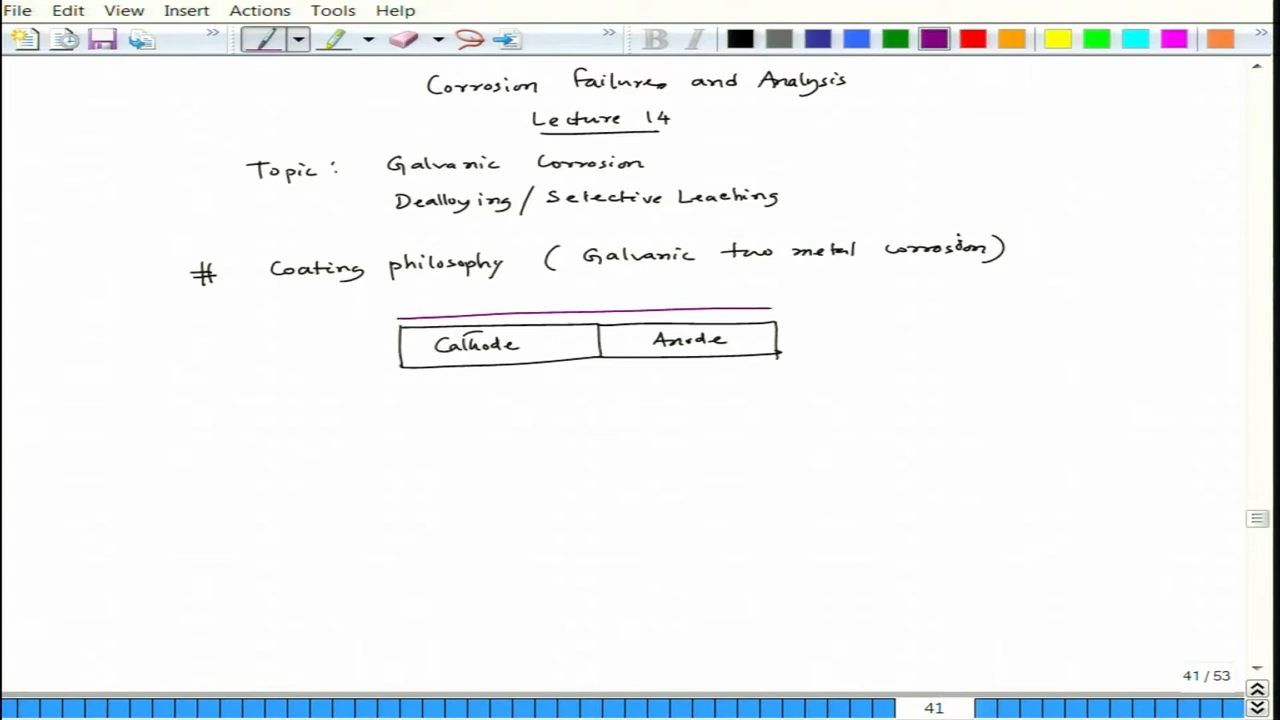 File Edit View Insert Actions Tools Help
B I
Corrosion Failures and Analysis
Lecture 14
Topic : Galvanic Corrosion
Dealloying / Selective Leaching
# Coating philosophy ( Galvanic two metal corrosion)
Cathode Anode
41 / 53
41